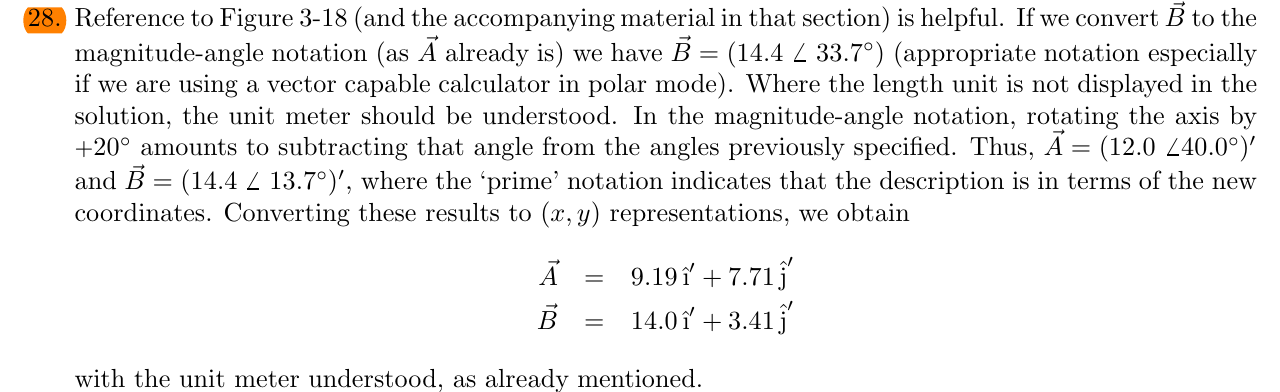 28. Reference to Figure 3-18 (and the accompanying material in that section) is helpful. If we convert B⃗ to the
magnitude-angle notation (as A⃗ already is) we have B⃗ = (14.4 ∠ 33.7°) (appropriate notation especially
if we are using a vector capable calculator in polar mode). Where the length unit is not displayed in the
solution, the unit meter should be understood. In the magnitude-angle notation, rotating the axis by
+20° amounts to subtracting that angle from the angles previously specified. Thus, A⃗ = (12.0 ∠40.0°)′
and B⃗ = (14.4 ∠ 13.7°)′, where the ‘prime’ notation indicates that the description is in terms of the new
coordinates. Converting these results to (x, y) representations, we obtain
A⃗ = 9.19 î′ + 7.71 ĵ′
B⃗ = 14.0 î′ + 3.41 ĵ′
with the unit meter understood, as already mentioned.